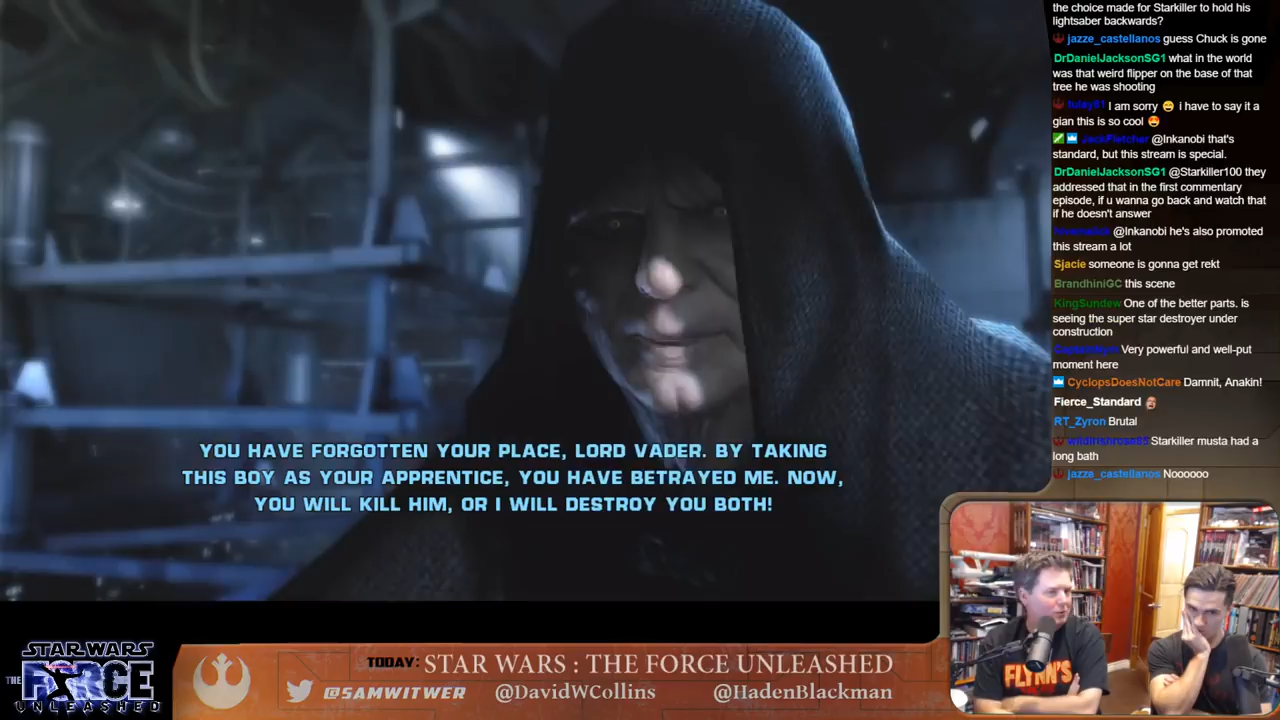 YOU HAVE FORGOTTEN YOUR PLACE, LORD VADER. BY TAKING
THIS BOY AS YOUR APPRENTICE, YOU HAVE BETRAYED ME. NOW,
YOU WILL KILL HIM, OR I WILL DESTROY YOU BOTH!
the choice made for Starkiller to hold his
lightsaber backwards?
jazze_castellanos guess Chuck is gone
DrDanielJacksonSG1 what in the world
was that weird flipper on the base of that
tree he was shooting
I am sorry 😄 i have to say it a
gian this is so cool 😍
JackFletcher @Inkanobi that's
standard, but this stream is special.
DrDanielJacksonSG1 @Starkiller100 they
addressed that in the first commentary
episode, if u wanna go back and watch that
if he doesn't answer
@Inkanobi he's also promoted
this stream a lot
Sjacie someone is gonna get rekt
BrandhiniGC this scene
KingSundew One of the better parts. is
seeing the super star destroyer under
construction
Very powerful and well-put
moment here
CyclopsDoesNotCare Damnit, Anakin!
Fierce_Standard
RT_Zyron Brutal
Starkiller musta had a
long bath
jazze_castellanos Noooooo
FLYNN'S
STAR WARS
THE FORCE
UNLEASHED
TODAY: STAR WARS : THE FORCE UNLEASHED
@SAMWITWER @DavidWCollins @HadenBlackman